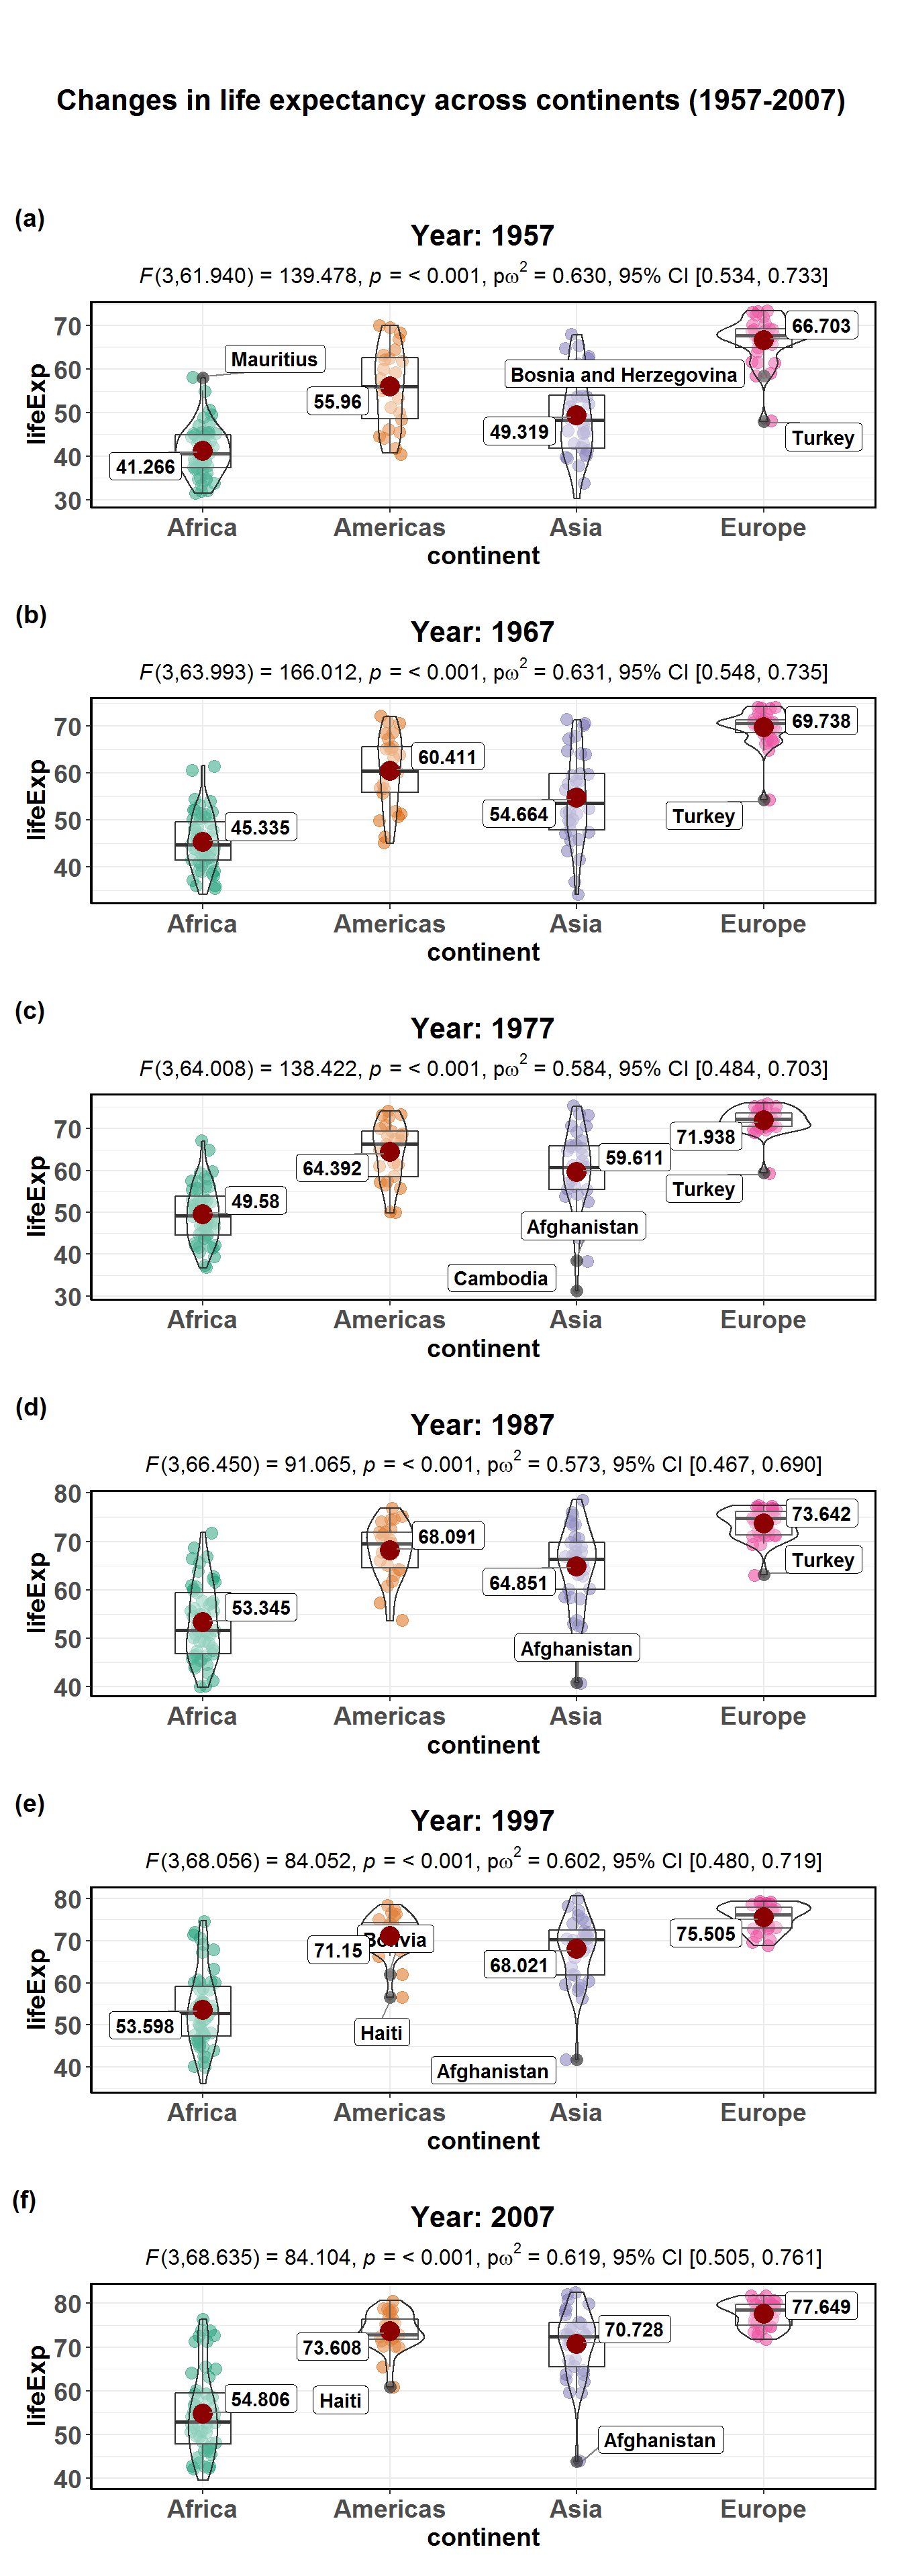 Changes in life expectancy across continents (1957-2007)
(a)
Year: 1957
F(3,61.940) = 139.478, p = < 0.001, pω² = 0.630, 95% CI [0.534, 0.733]
lifeExp
70
60
50
40
30
Mauritius
41.266
55.96
49.319
Bosnia and Herzegovina
66.703
Turkey
Africa Americas Asia Europe
continent
(b)
Year: 1967
F(3,63.993) = 166.012, p = < 0.001, pω² = 0.631, 95% CI [0.548, 0.735]
lifeExp
70
60
50
40
45.335
60.411
54.664
69.738
Turkey
Africa Americas Asia Europe
continent
(c)
Year: 1977
F(3,64.008) = 138.422, p = < 0.001, pω² = 0.584, 95% CI [0.484, 0.703]
lifeExp
70
60
50
40
30
49.58
64.392
59.611
Afghanistan
Cambodia
71.938
Turkey
Africa Americas Asia Europe
continent
(d)
Year: 1987
F(3,66.450) = 91.065, p = < 0.001, pω² = 0.573, 95% CI [0.467, 0.690]
lifeExp
80
70
60
50
40
53.345
68.091
64.851
Afghanistan
73.642
Turkey
Africa Americas Asia Europe
continent
(e)
Year: 1997
F(3,68.056) = 84.052, p = < 0.001, pω² = 0.602, 95% CI [0.480, 0.719]
lifeExp
80
70
60
50
40
53.598
71.15
Bolivia
Haiti
68.021
Afghanistan
75.505
Africa Americas Asia Europe
continent
(f)
Year: 2007
F(3,68.635) = 84.104, p = < 0.001, pω² = 0.619, 95% CI [0.505, 0.761]
lifeExp
80
70
60
50
40
54.806
73.608
Haiti
70.728
Afghanistan
77.649
Africa Americas Asia Europe
continent